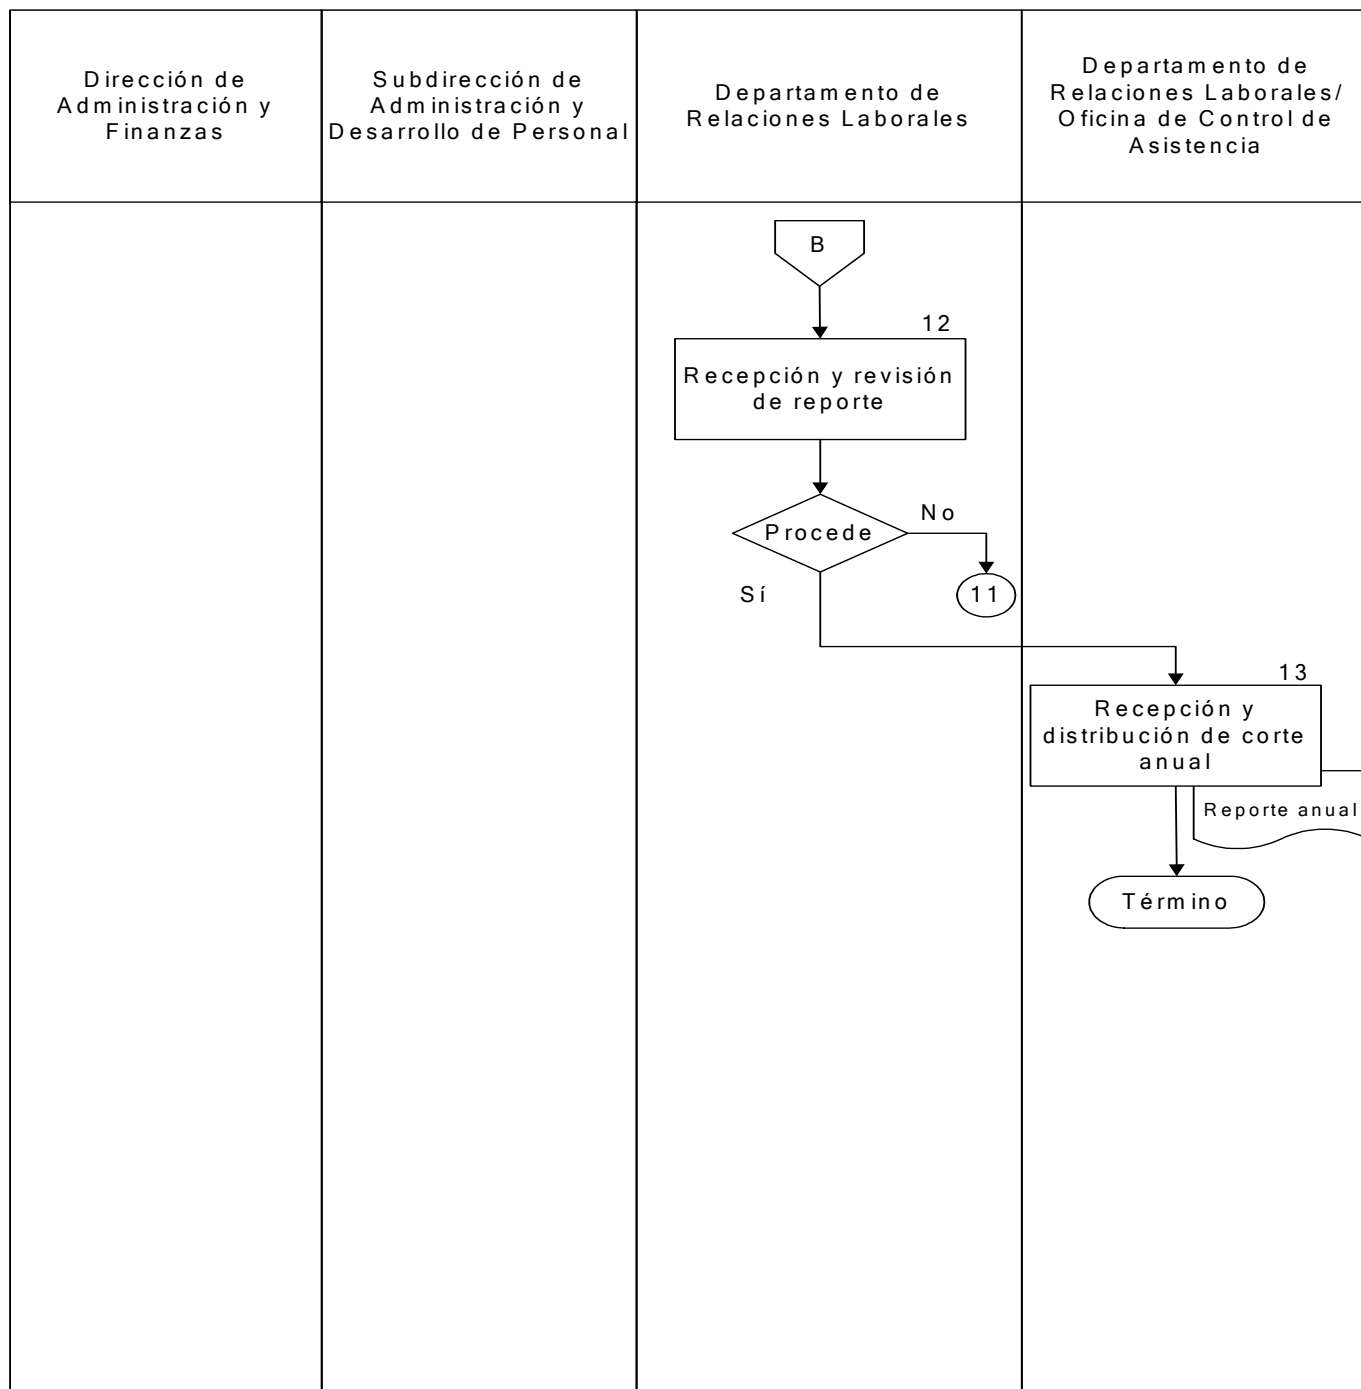 Dirección de
Administración y
Finanzas
Subdirección de
Administración y
Desarrollo de Personal
Departamento de
Relaciones Laborales
Departamento de
Relaciones Laborales/
Oficina de Control de
Asistencia
B
12
Recepción y revisión
de reporte
Procede
No
Sí
11
13
Recepción y
distribución de corte
anual
Reporte anual
Término